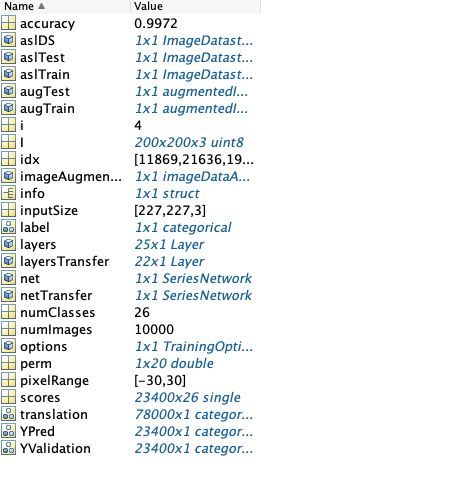 Name ▲ Value
accuracy 0.9972
aslDS 1x1 ImageDatast...
aslTest 1x1 ImageDatast...
aslTrain 1x1 ImageDatast...
augTest 1x1 augmentedI...
augTrain 1x1 augmentedI...
i 4
I 200x200x3 uint8
idx [11869,21636,19...
imageAugmen... 1x1 imageDataA...
info 1x1 struct
inputSize [227,227,3]
label 1x1 categorical
layers 25x1 Layer
layersTransfer 22x1 Layer
net 1x1 SeriesNetwork
netTransfer 1x1 SeriesNetwork
numClasses 26
numImages 10000
options 1x1 TrainingOpti...
perm 1x20 double
pixelRange [-30,30]
scores 23400x26 single
translation 78000x1 categor...
YPred 23400x1 categor...
YValidation 23400x1 categor...